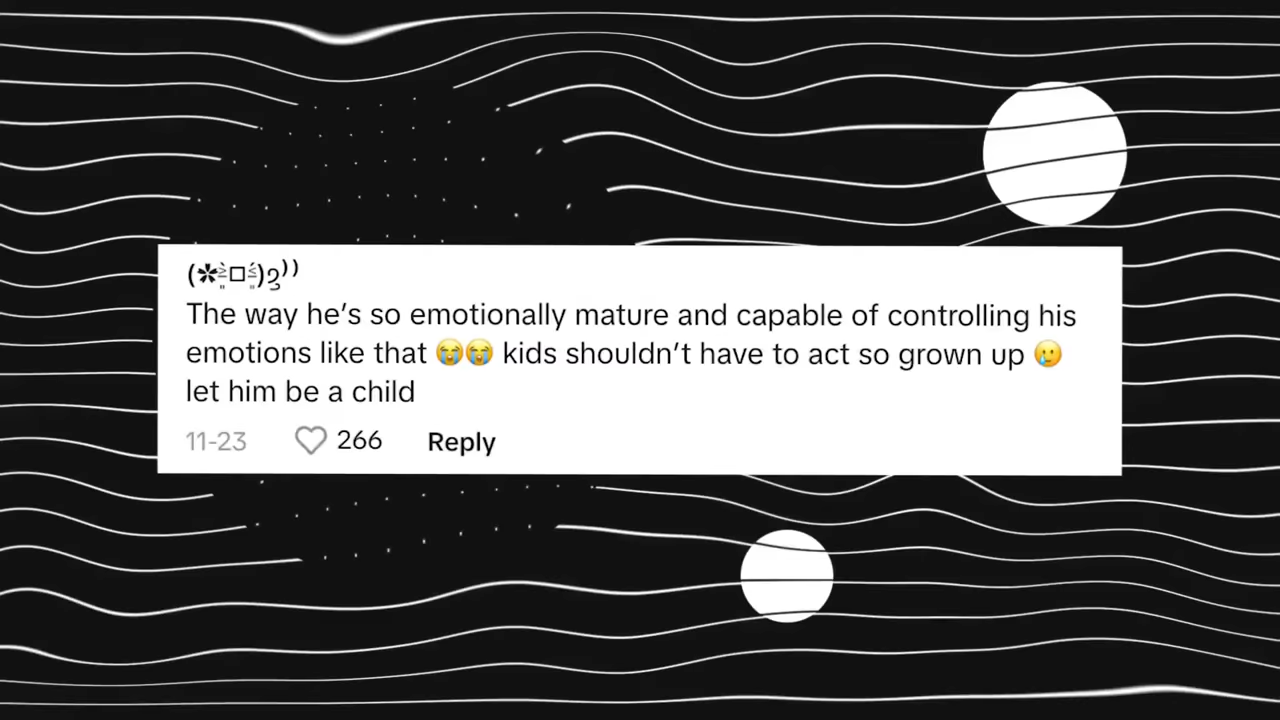 (✲ﾟ̤̀≥□≤́)ʒ⁾⁾
The way he’s so emotionally mature and capable of controlling his
emotions like that 😭😭 kids shouldn’t have to act so grown up 🥲
let him be a child
11-23 266 Reply